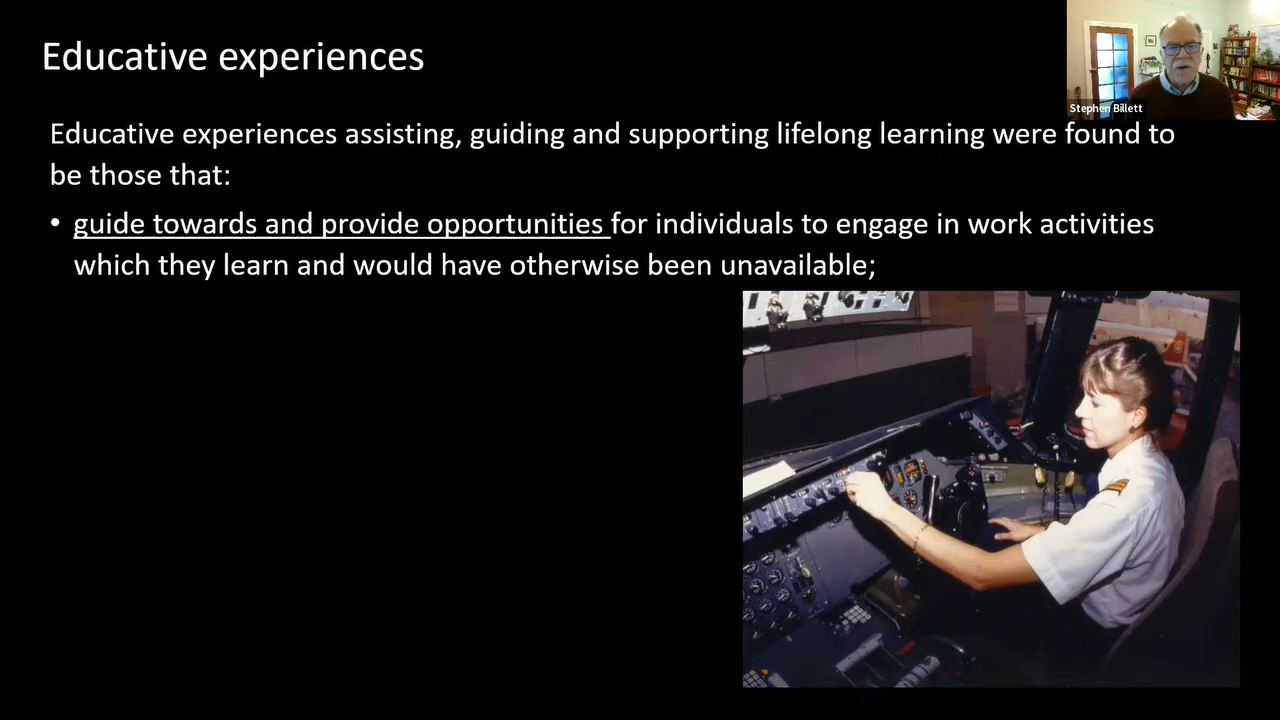 Educative experiences
Stephen Billett
Educative experiences assisting, guiding and supporting lifelong learning were found to
be those that:
• guide towards and provide opportunities for individuals to engage in work activities
which they learn and would have otherwise been unavailable;